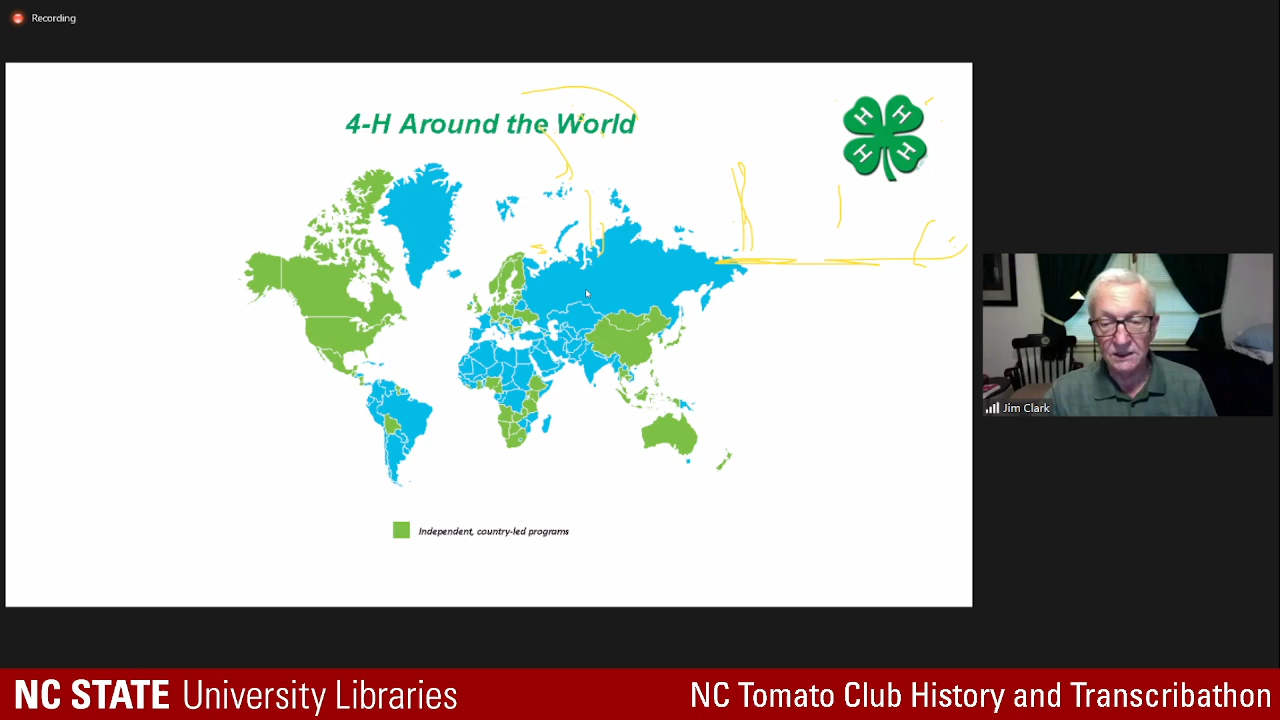 Recording
4-H Around the World
H H
H H
Independent, country-led programs
Jim Clark
NC STATE University Libraries
NC Tomato Club History and Transcribathon